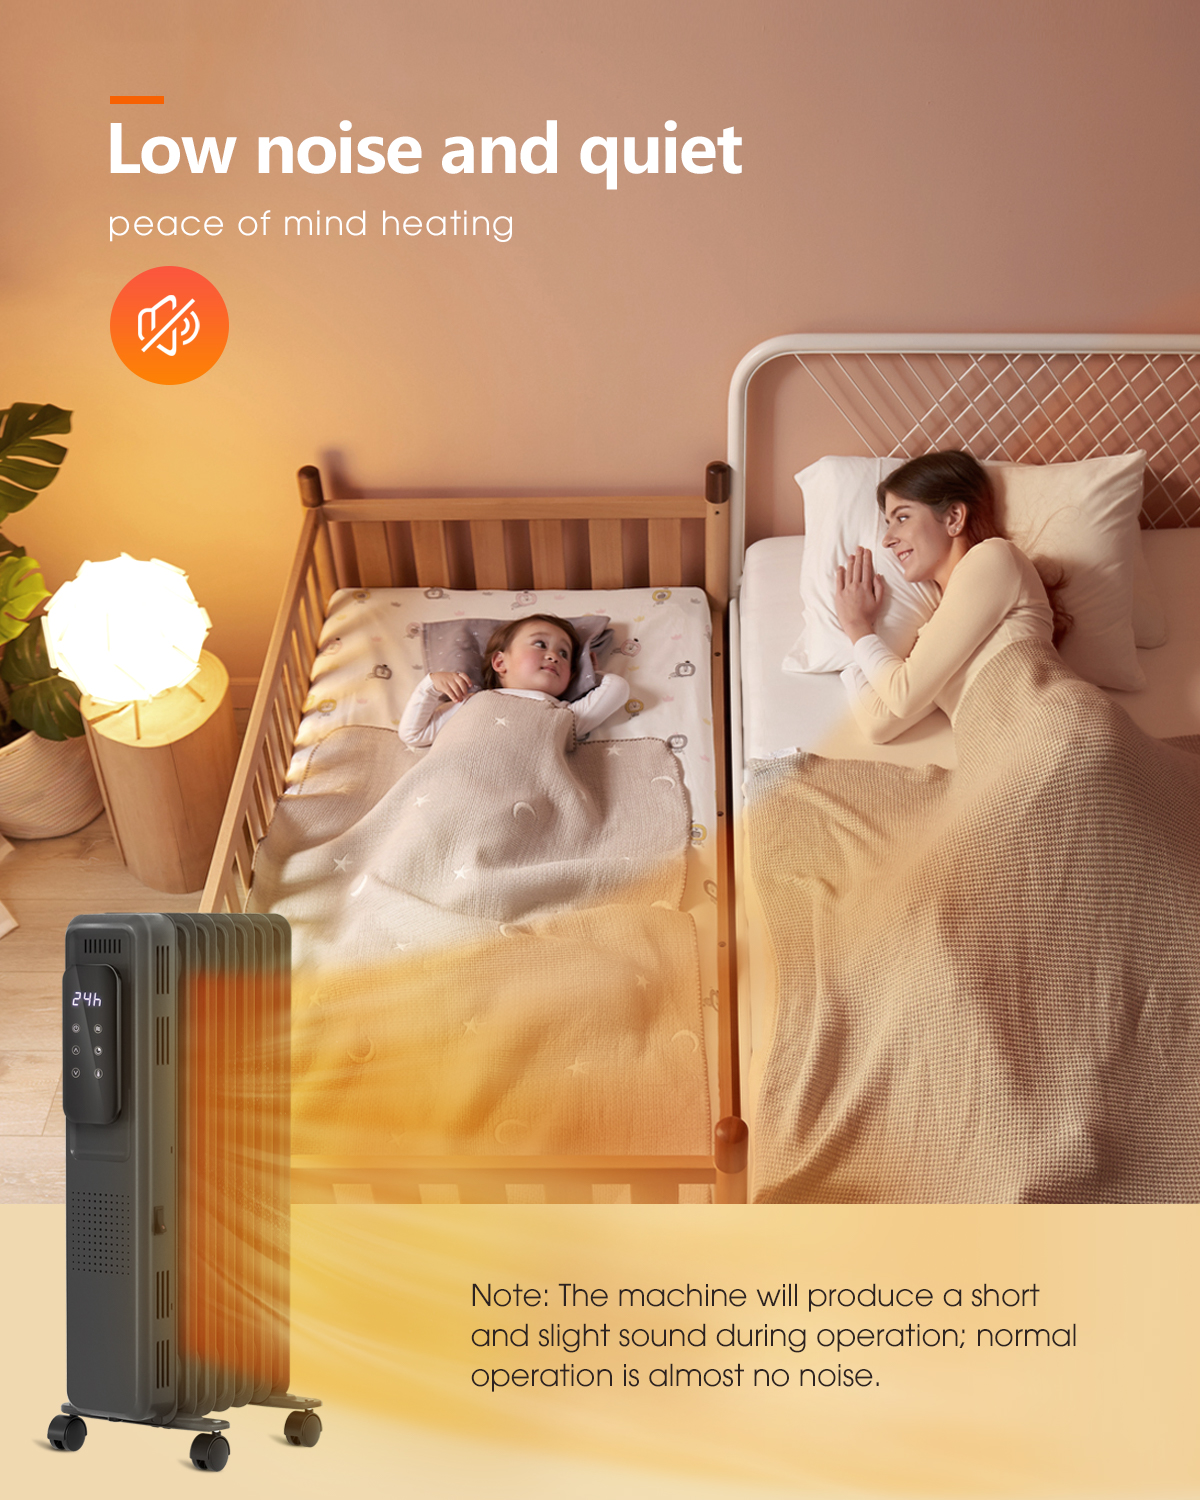 Low noise and quiet
peace of mind heating
24h
Note: The machine will produce a short
and slight sound during operation; normal
operation is almost no noise.